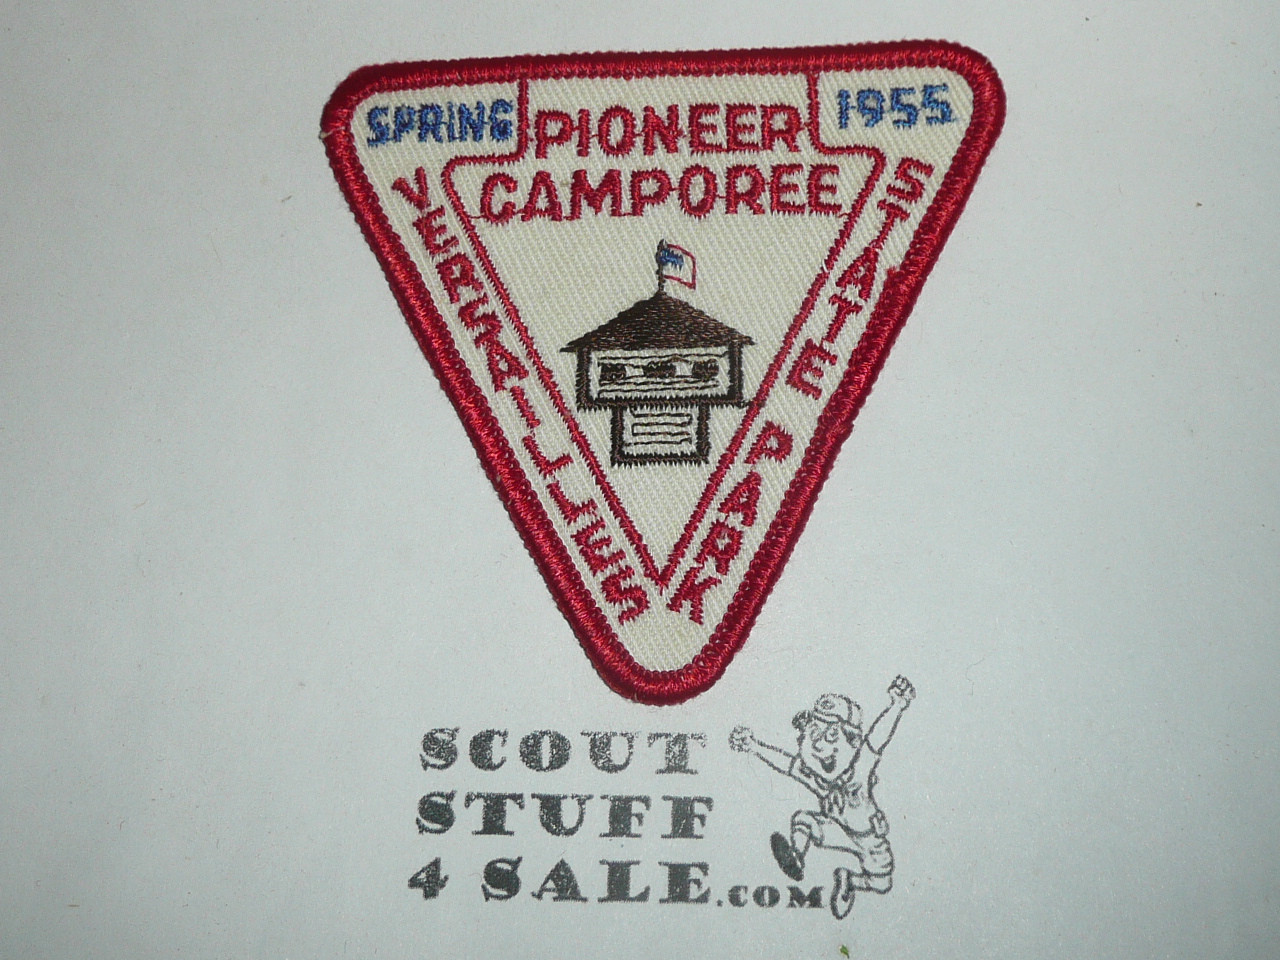 SPRING PIONEER 1955
CAMPOREE
VERSAILLES
STATE PARK
SCOUT
STUFF
4 SALE.COM